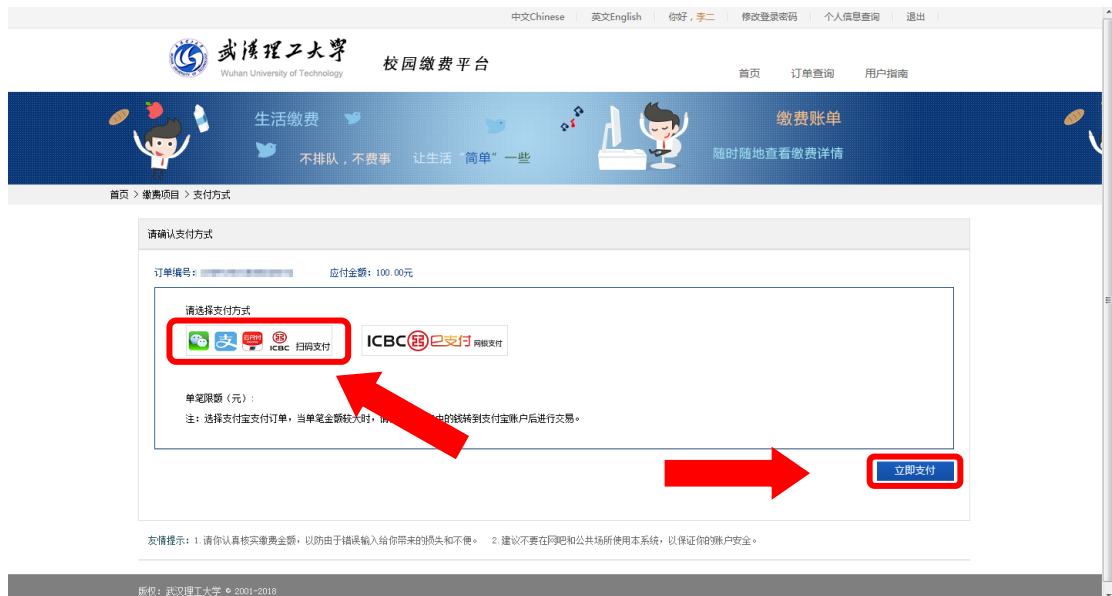 中文Chinese 英文English 你好，李二 修改登录密码 个人信息查询 退出
武汉理工大学 校园缴费平台
Wuhan University of Technology
首页 订单查询 用户指南
生活缴费 缴费账单
不排队，不费事 让生活“简单”一些 随时随地查看缴费详情
首页 > 缴费项目 > 支付方式
请确认支付方式
订单编号： 应付金额：100.00元
请选择支付方式
支 ICBC 扫码支付 ICBC 已支付 网银支付
单笔限额（元）：
注：选择支付宝支付订单，当单笔金额较大时， 中的钱转到支付宝账户后进行交易。
立即支付
友情提示：1.请你认真核实缴费金额，以防由于错误输入给你带来的损失和不便。 2.建议不要在网吧和公共场所使用本系统，以保证你的账户安全。
版权：武汉理工大学 © 2001-2018